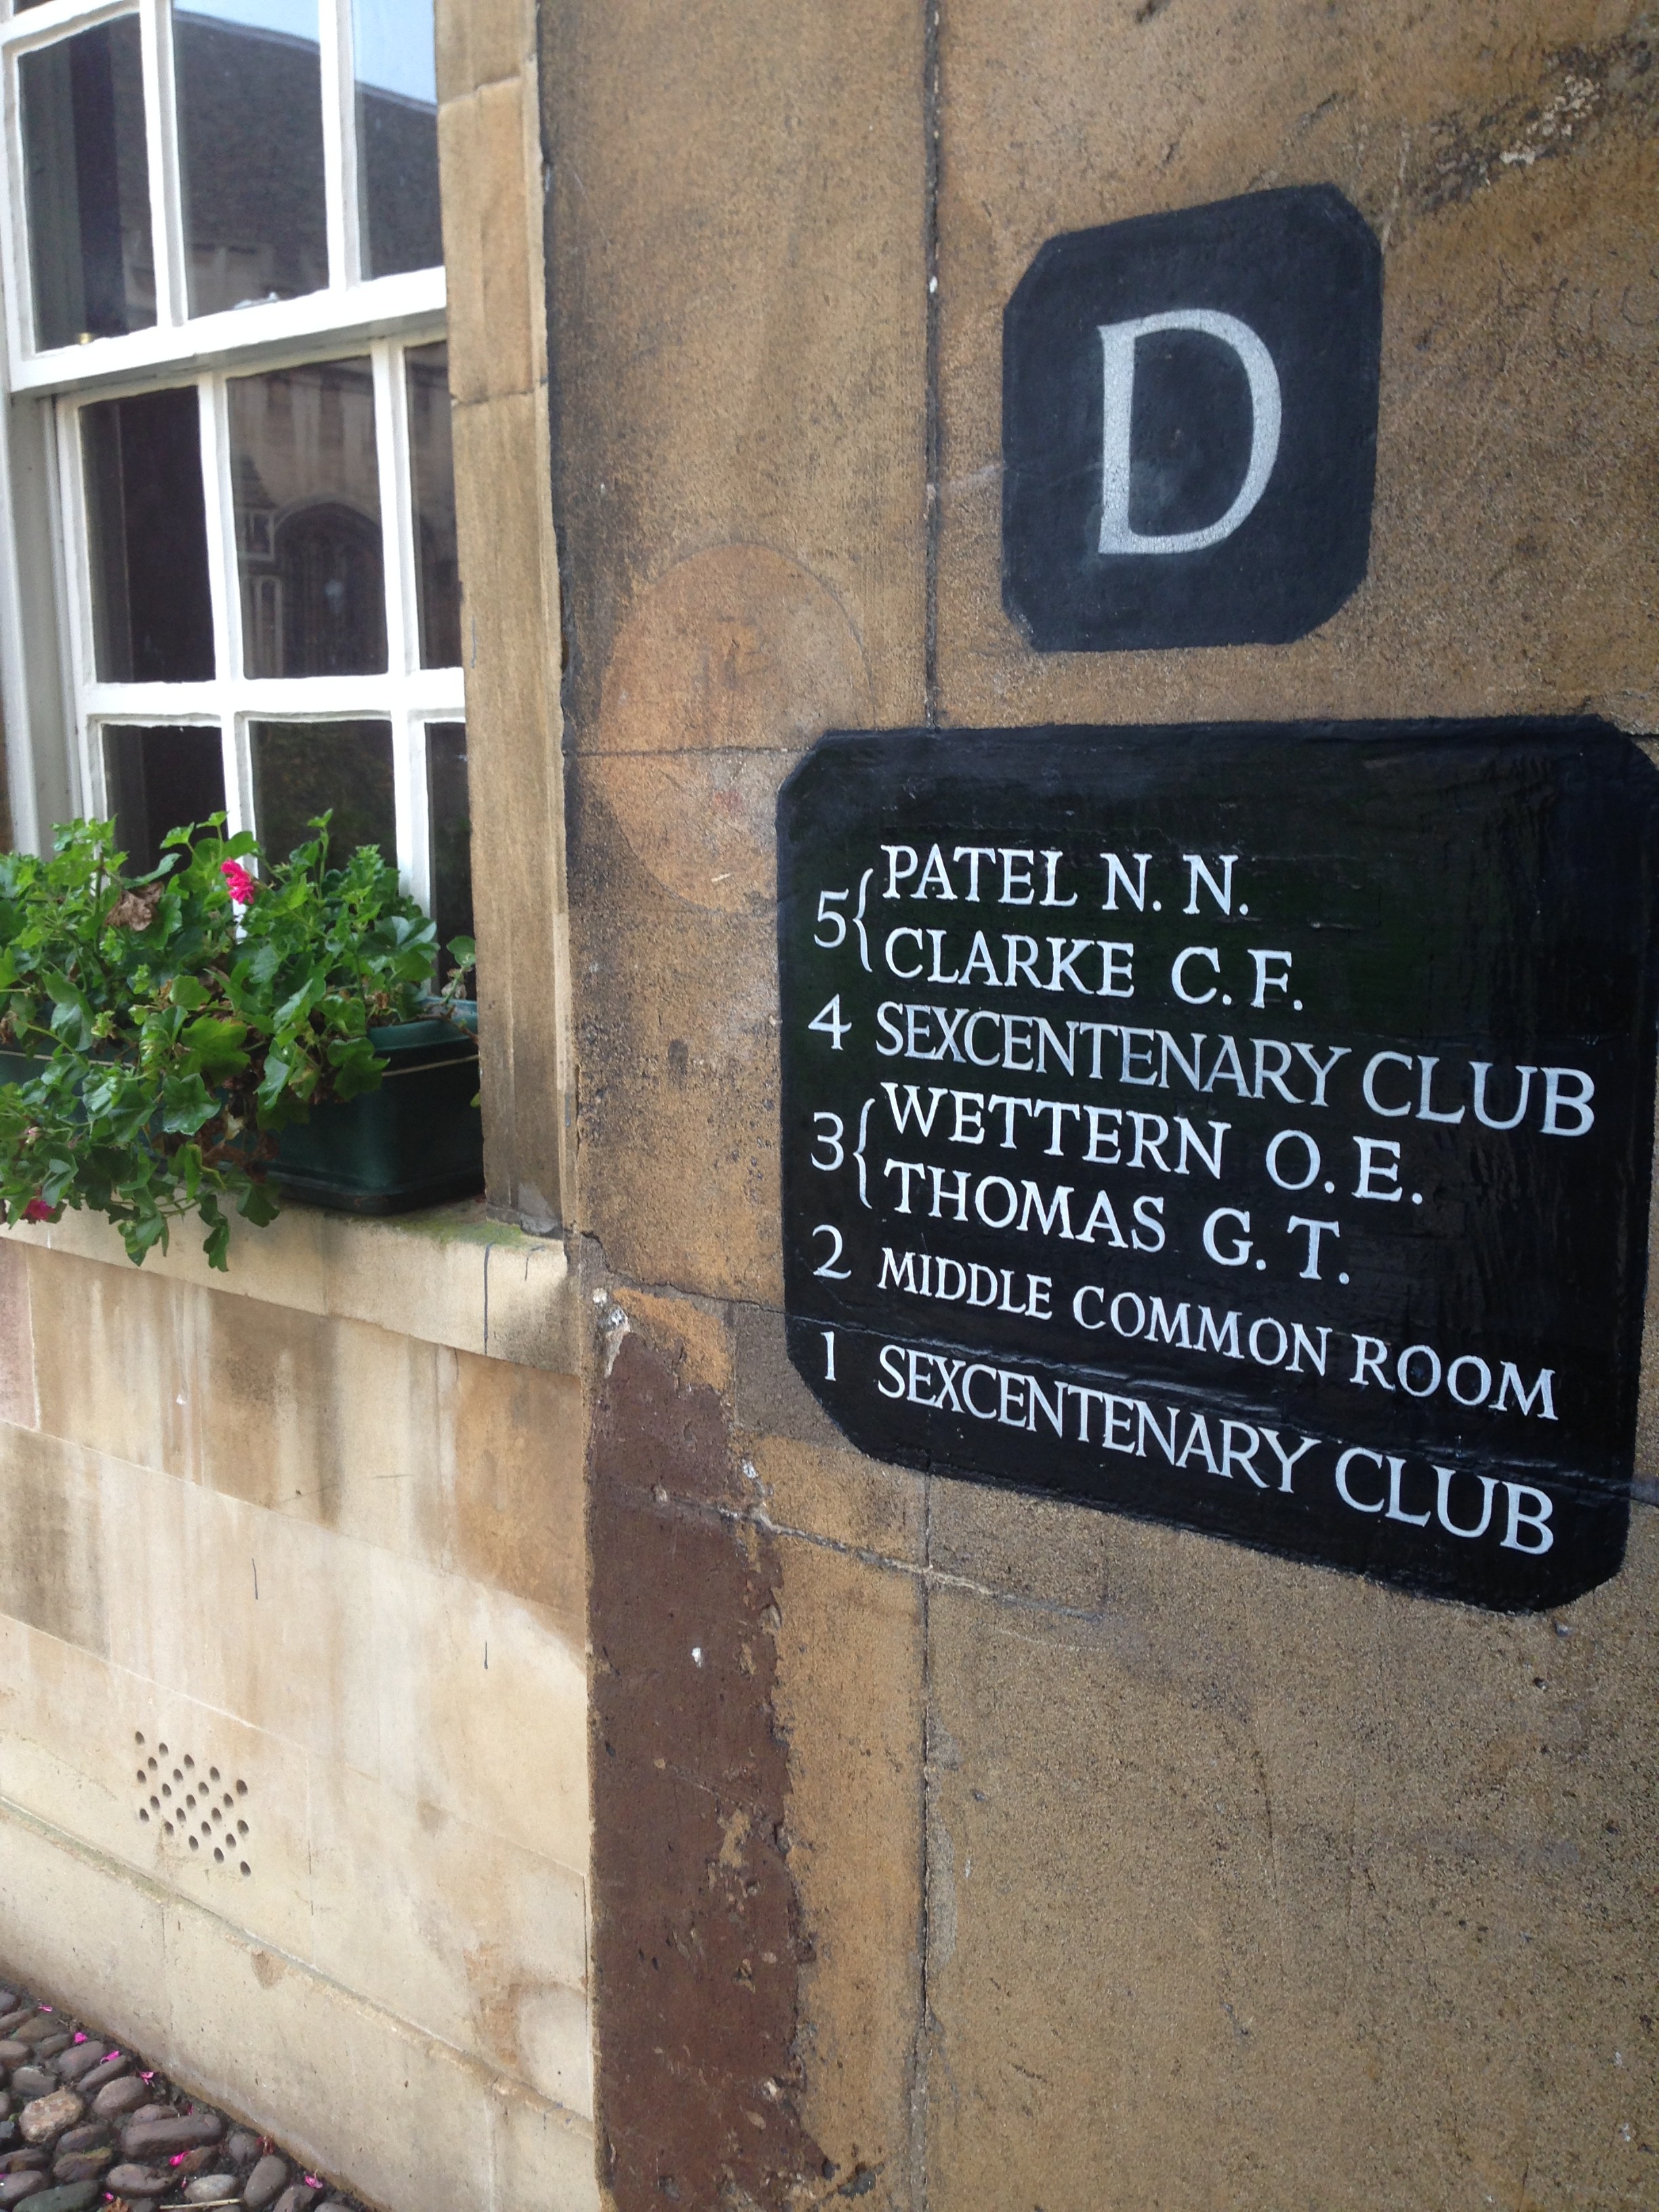 D
5 { PATEL N. N.
CLARKE C. F.
4 SEXCENTENARY CLUB
3 { WETTERN O. E.
THOMAS G. T.
2 MIDDLE COMMON ROOM
1 SEXCENTENARY CLUB